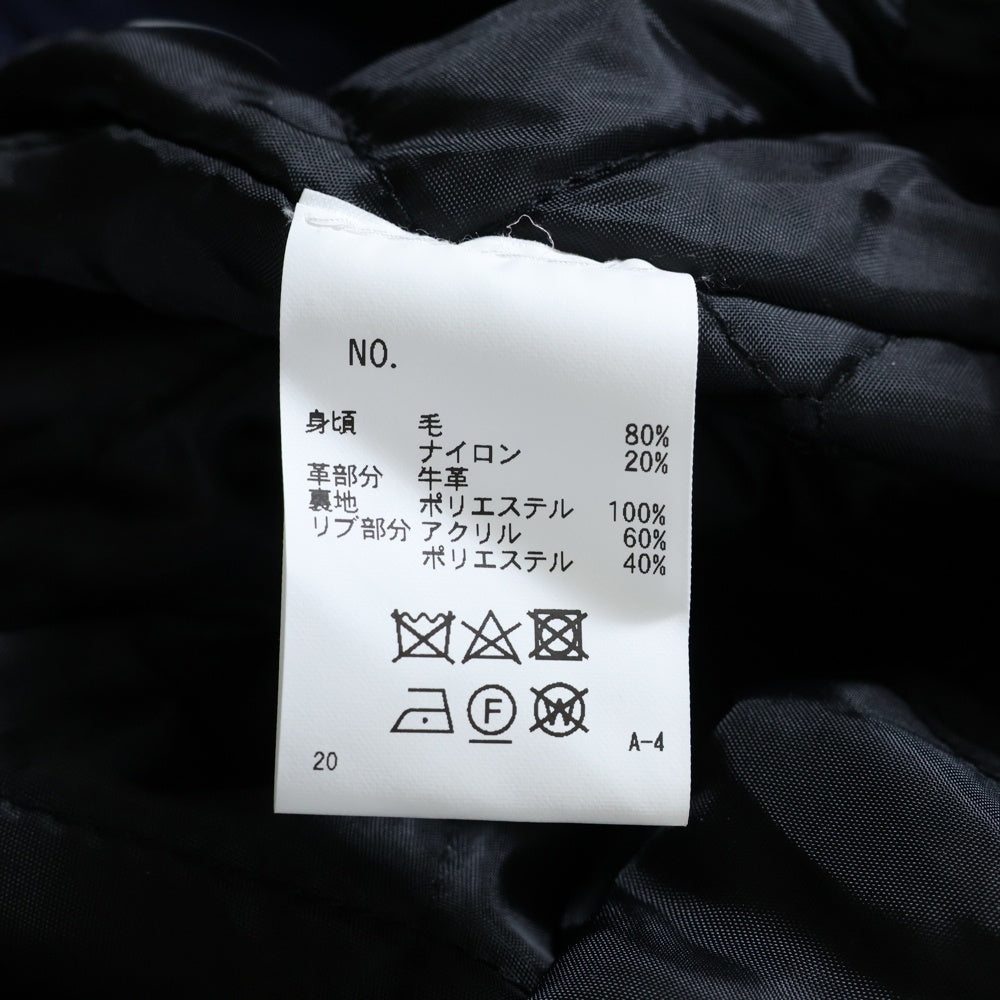 NO.
身頃 毛 80%
ナイロン 20%
革部分 牛革
裏地 ポリエステル 100%
リブ部分 アクリル 60%
ポリエステル 40%
F W
A-4
20